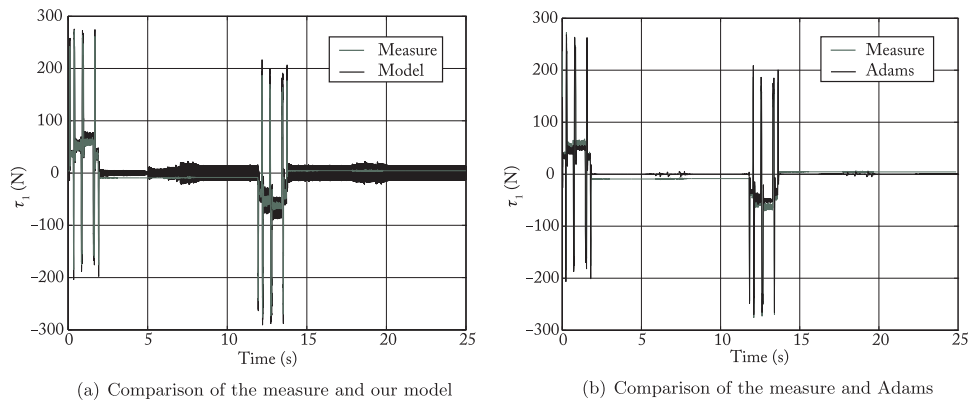 300
200
100
0
−100
−200
−300
τ1 (N)
Measure
Model
0 5 10 15 20 25
Time (s)
(a) Comparison of the measure and our model
300
200
100
0
−100
−200
−300
τ1 (N)
Measure
Adams
0 5 10 15 20 25
Time (s)
(b) Comparison of the measure and Adams